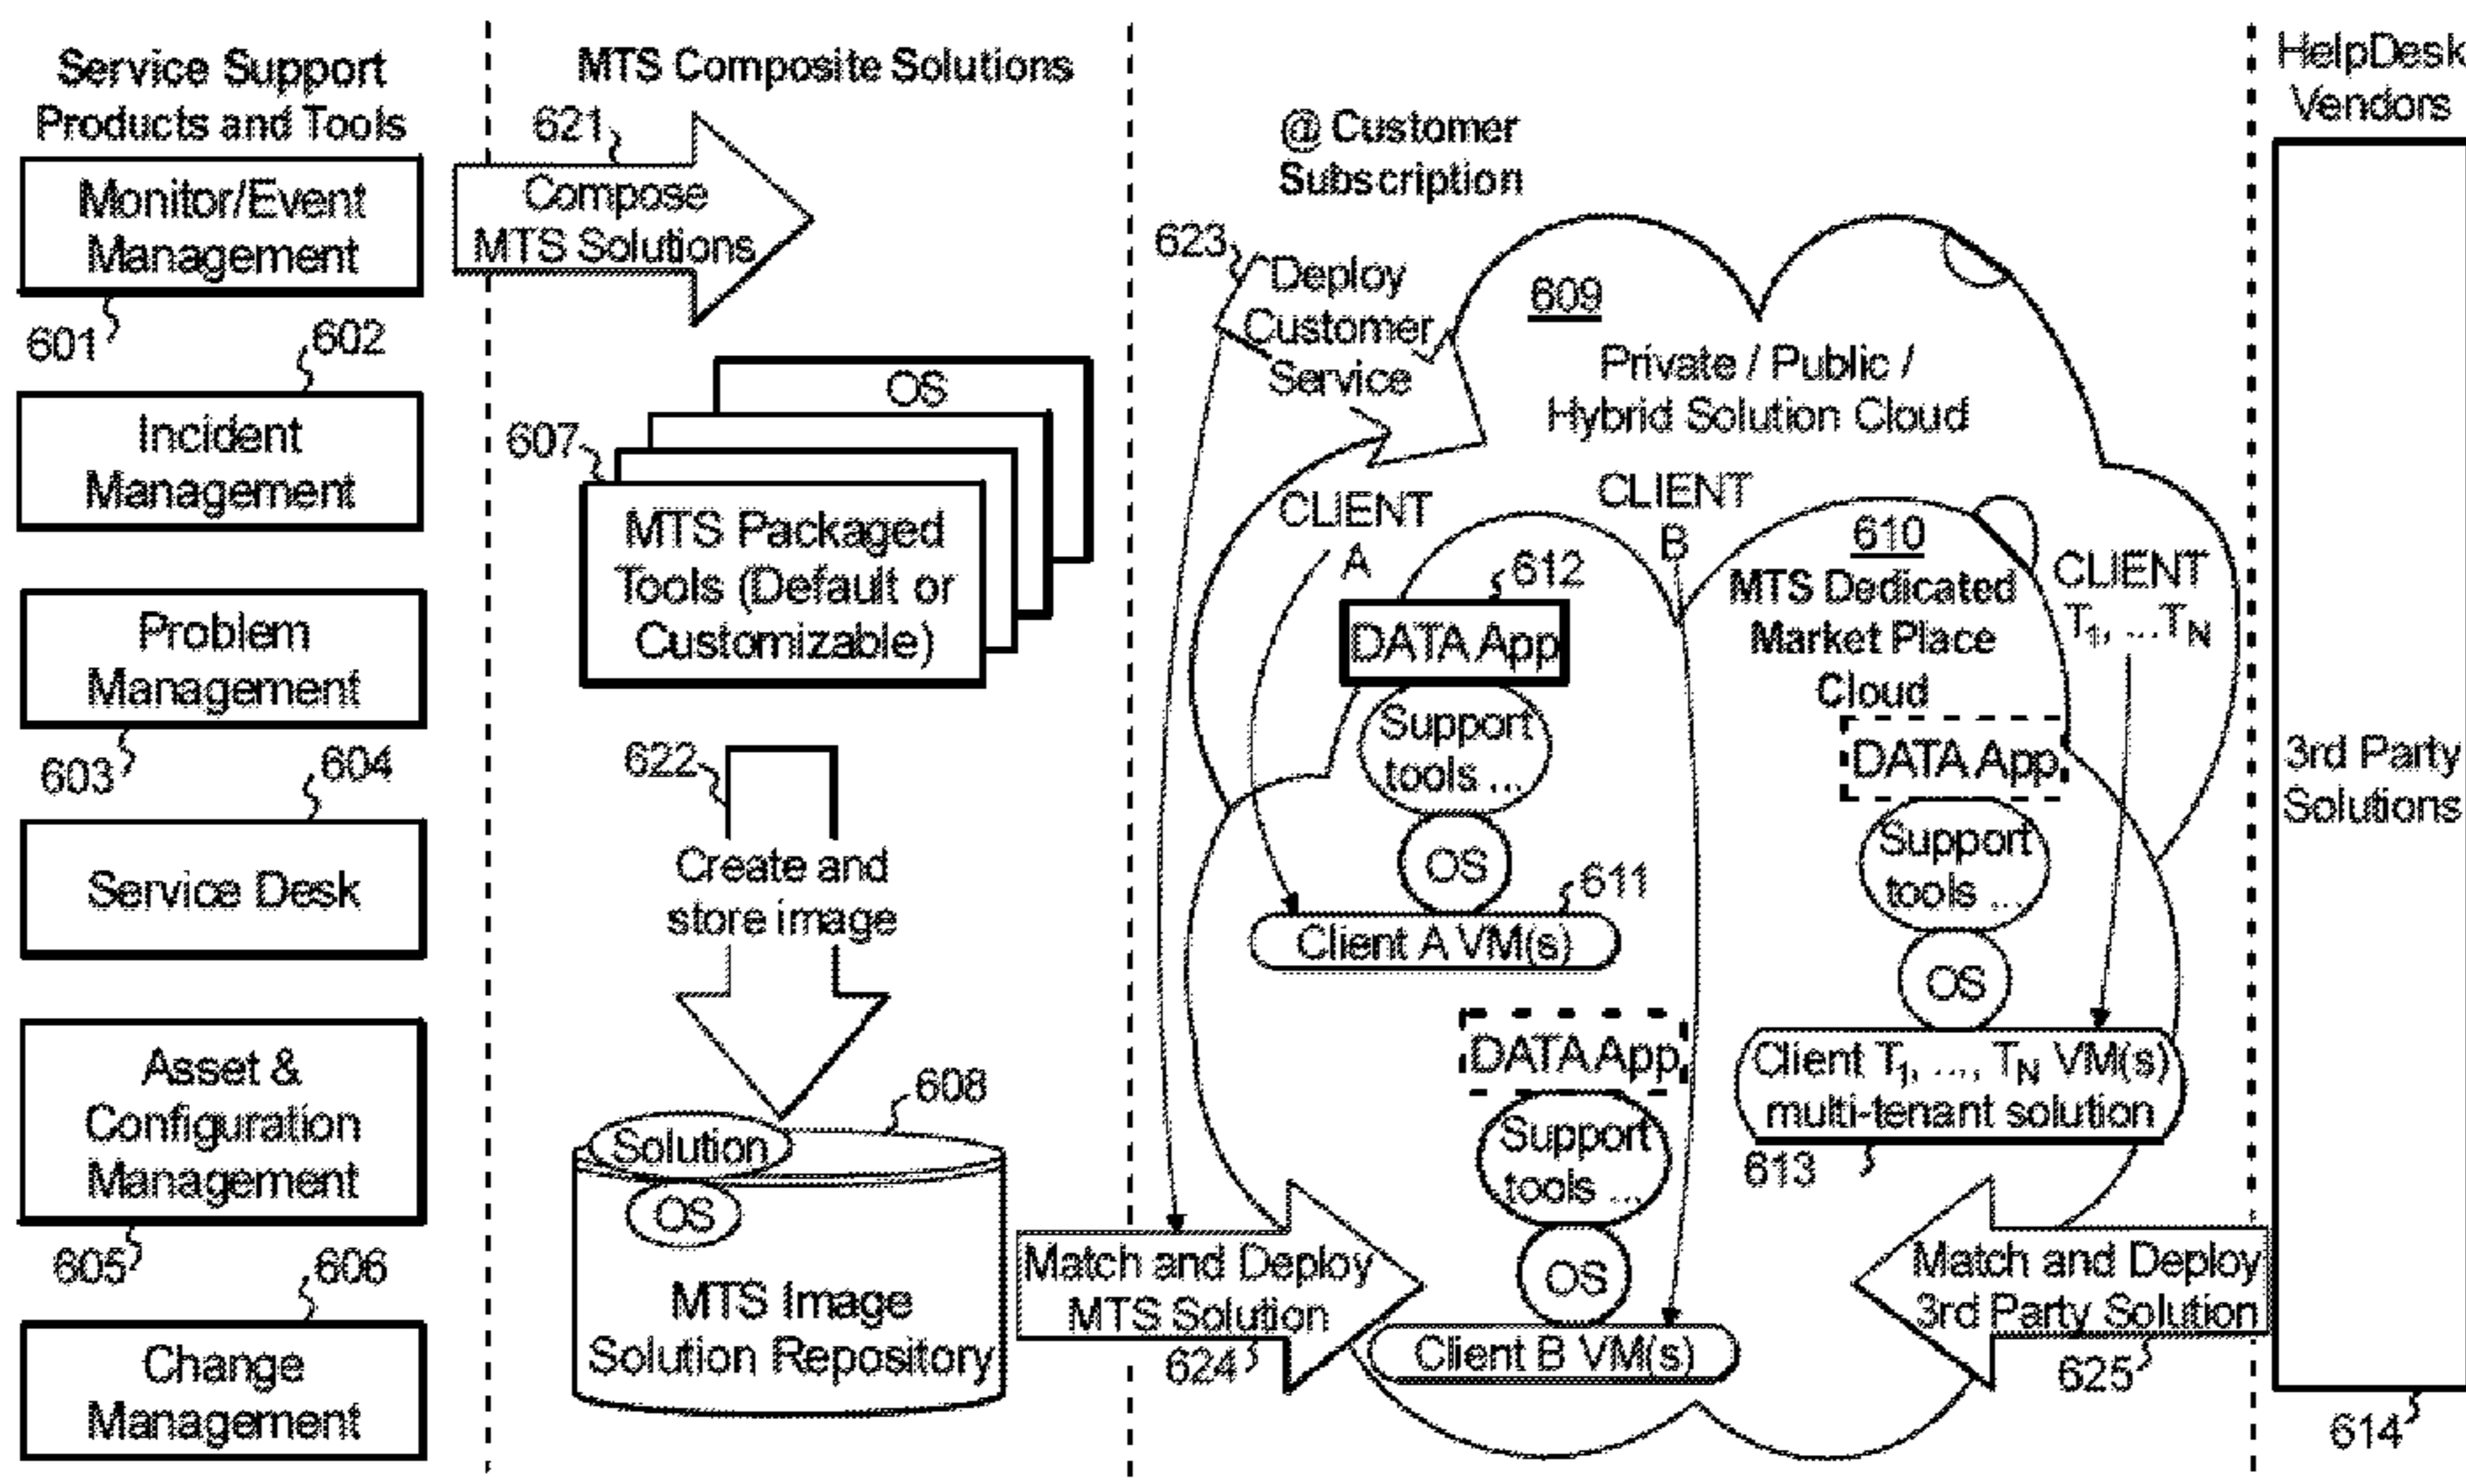 Service Support
Products and Tools
Monitor/Event
Management
601
602
Incident
Management
Problem
Management
603
604
Service Desk
Asset &
Configuration
Management
605
606
Change
Management
MTS Composite Solutions
621
Compose
MTS Solutions
OS
607
MTS Packaged
Tools (Default or
Customizable)
622
Create and
store image
608
Solution
OS
MTS Image
Solution Repository
@ Customer
Subscription
623
Deploy
Customer
Service
609
Private / Public /
Hybrid Solution Cloud
CLIENT
A
CLIENT
B
610
MTS Dedicated
Market Place
Cloud
CLIENT
T1, ...TN
612
DATA App
Support
tools ...
OS
611
Client A VM(s)
DATA App
Support
tools ...
OS
Client T1, ..., TN VM(s)
multi-tenant solution
613
DATA App
Support
tools ...
OS
Client B VM(s)
Match and Deploy
MTS Solution
624
Match and Deploy
3rd Party Solution
625
HelpDesk
Vendors
3rd Party
Solutions
614